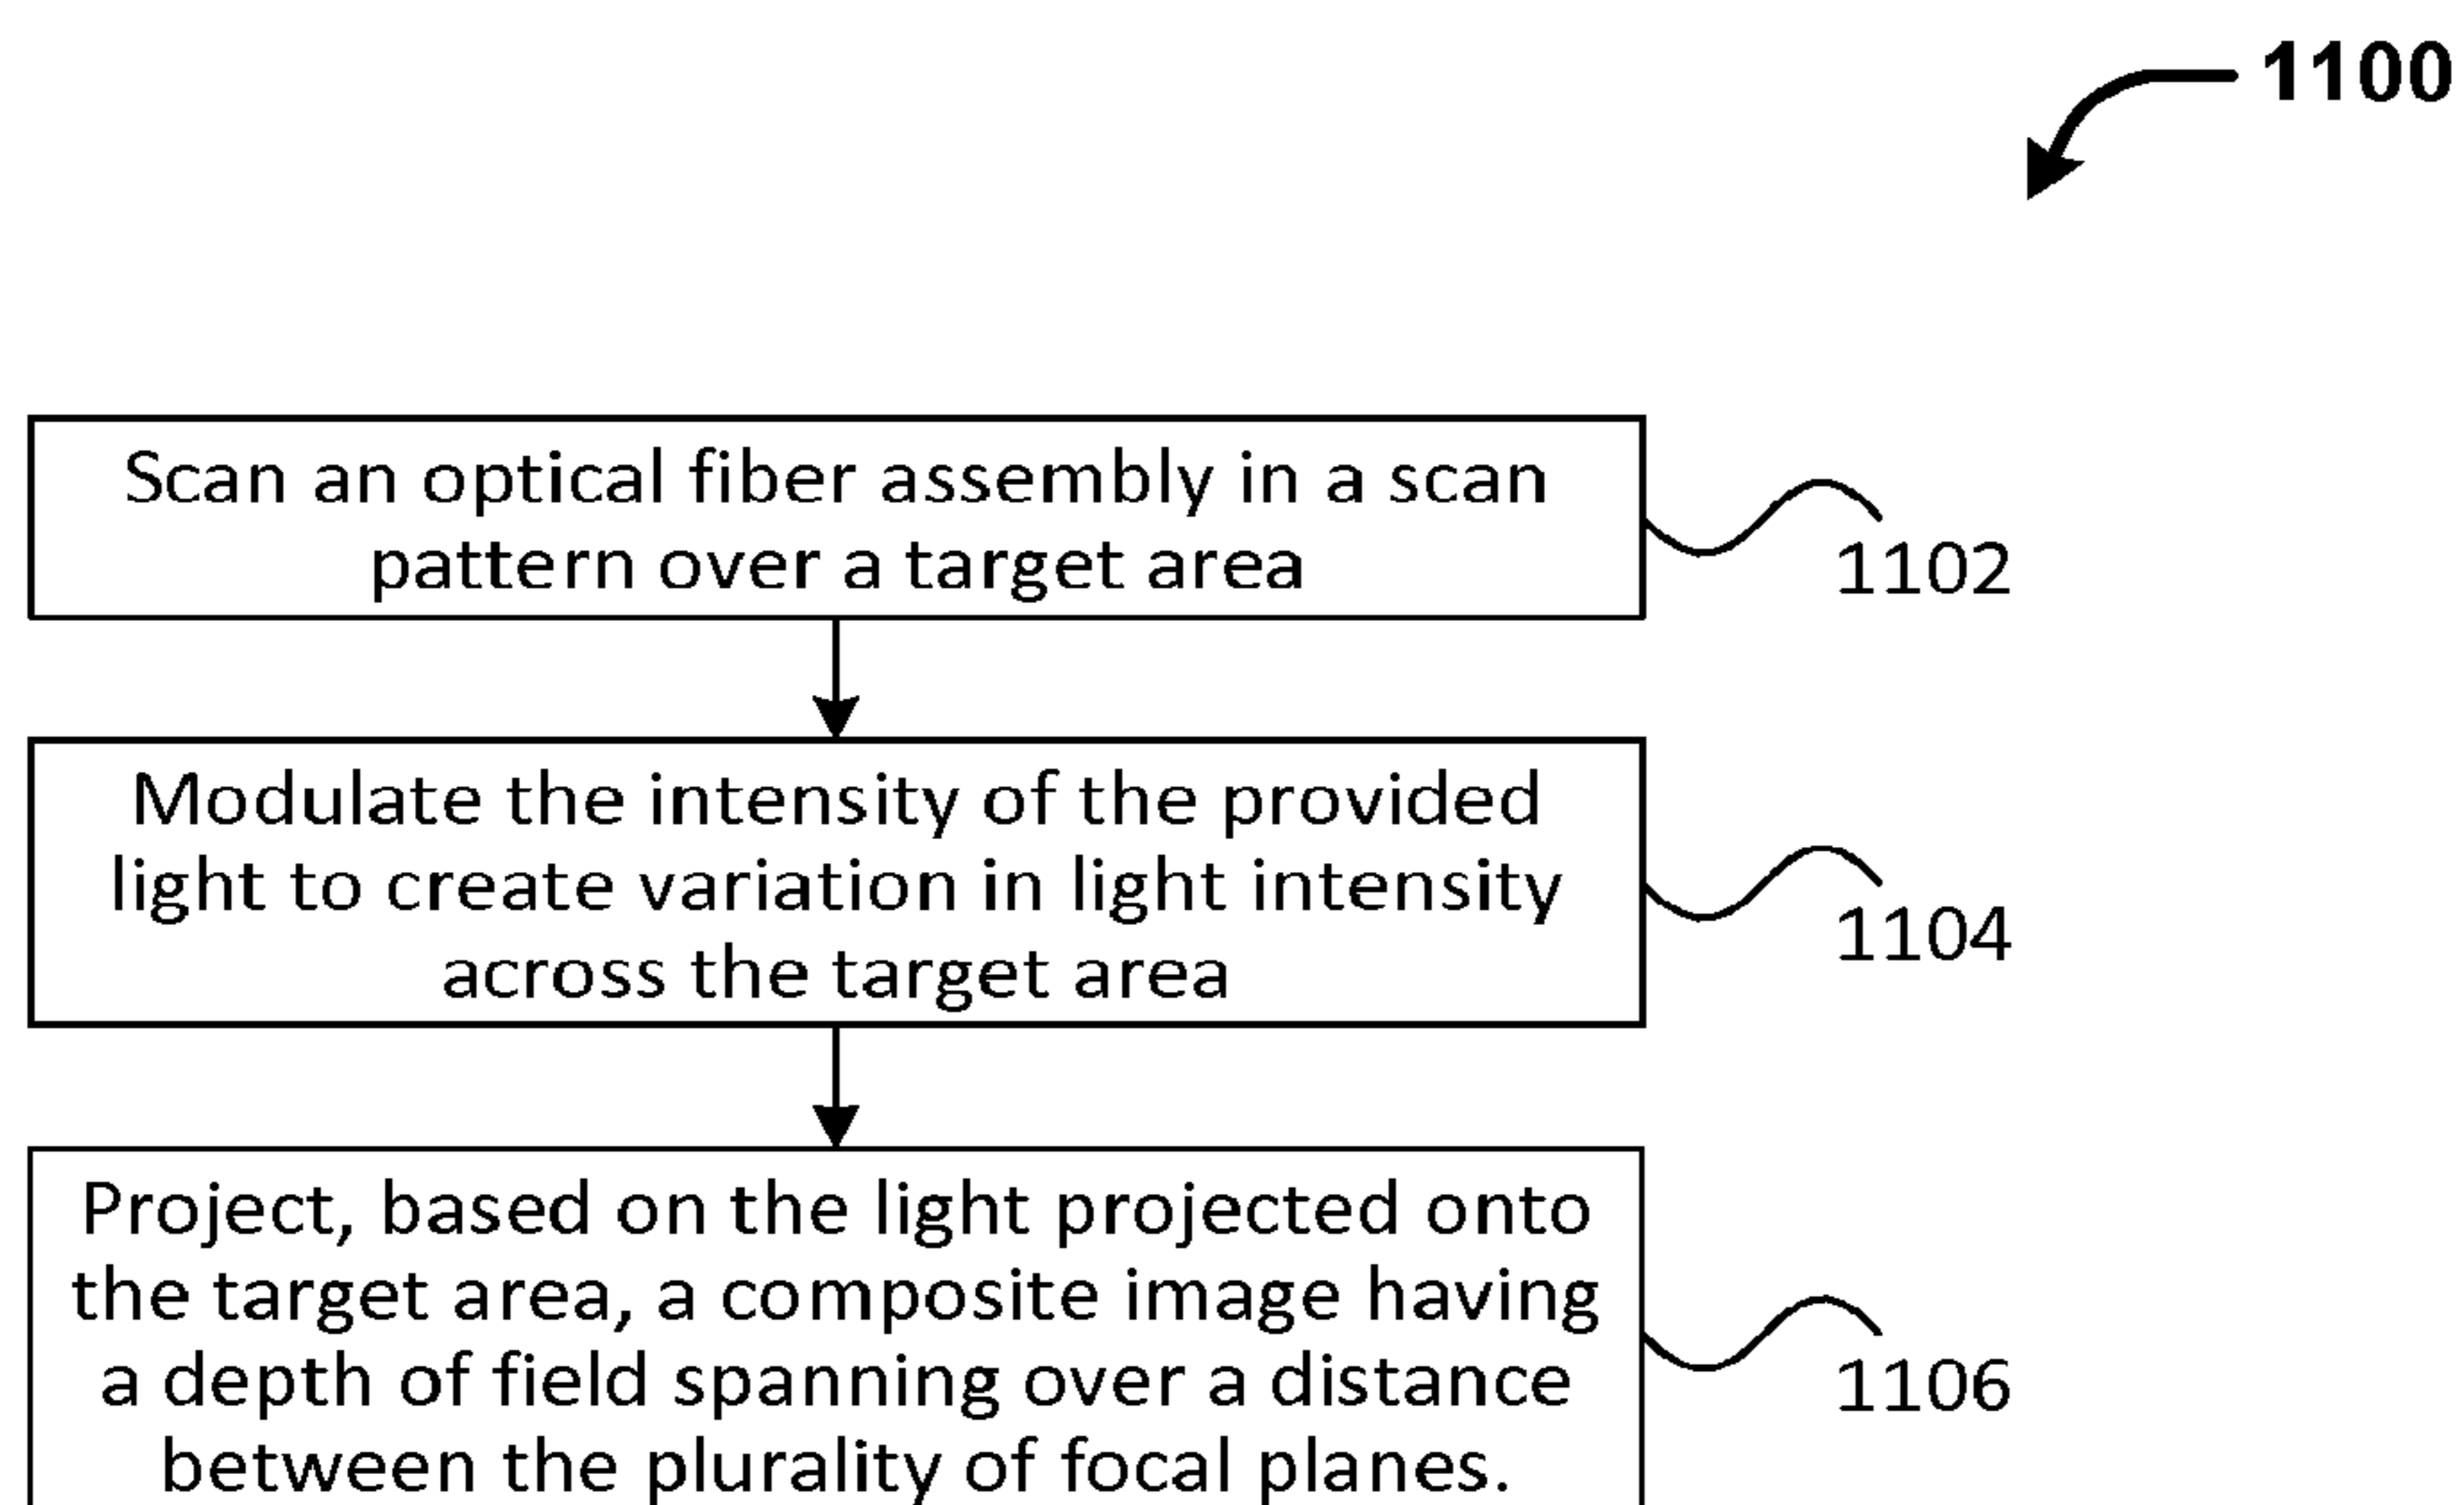 1100
Scan an optical fiber assembly in a scan
pattern over a target area
1102
Modulate the intensity of the provided
light to create variation in light intensity
across the target area
1104
Project, based on the light projected onto
the target area, a composite image having
a depth of field spanning over a distance
between the plurality of focal planes.
1106